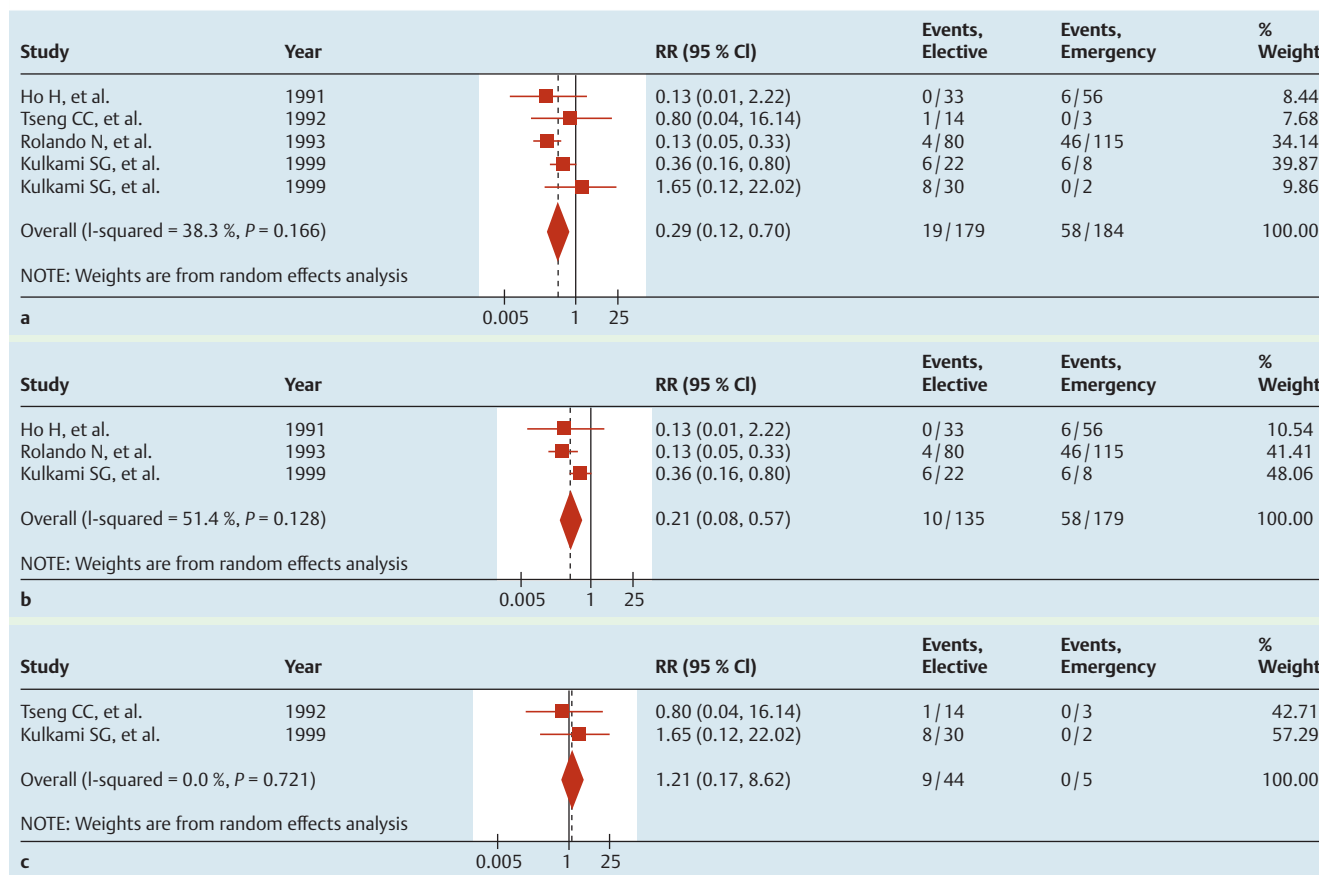 Study Year RR (95 % CI) Events, Elective Events, Emergency % Weight
Ho H, et al. 1991 0.13 (0.01, 2.22) 0/33 6/56 8.44
Tseng CC, et al. 1992 0.80 (0.04, 16.14) 1/14 0/3 7.68
Rolando N, et al. 1993 0.13 (0.05, 0.33) 4/80 46/115 34.14
Kulkami SG, et al. 1999 0.36 (0.16, 0.80) 6/22 6/8 39.87
Kulkami SG, et al. 1999 1.65 (0.12, 22.02) 8/30 0/2 9.86
Overall (I-squared = 38.3 %, P = 0.166) 0.29 (0.12, 0.70) 19/179 58/184 100.00
NOTE: Weights are from random effects analysis
0.005 1 25
a
Study Year RR (95 % CI) Events, Elective Events, Emergency % Weight
Ho H, et al. 1991 0.13 (0.01, 2.22) 0/33 6/56 10.54
Rolando N, et al. 1993 0.13 (0.05, 0.33) 4/80 46/115 41.41
Kulkami SG, et al. 1999 0.36 (0.16, 0.80) 6/22 6/8 48.06
Overall (I-squared = 51.4 %, P = 0.128) 0.21 (0.08, 0.57) 10/135 58/179 100.00
NOTE: Weights are from random effects analysis
b 0.005 1 25
Study Year RR (95 % CI) Events, Elective Events, Emergency % Weight
Tseng CC, et al. 1992 0.80 (0.04, 16.14) 1/14 0/3 42.71
Kulkami SG, et al. 1999 1.65 (0.12, 22.02) 8/30 0/2 57.29
Overall (I-squared = 0.0 %, P = 0.721) 1.21 (0.17, 8.62) 9/44 0/5 100.00
NOTE: Weights are from random effects analysis
c 0.005 1 25